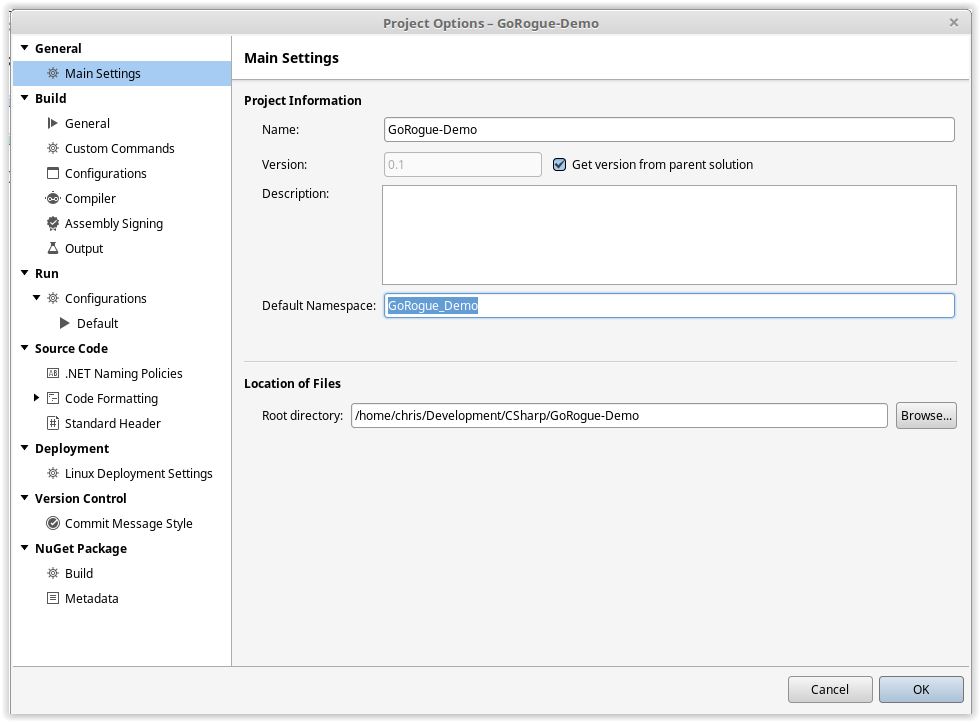 Project Options – GoRogue-Demo
General
Main Settings
Build
General
Custom Commands
Configurations
Compiler
Assembly Signing
Output
Run
Configurations
Default
Source Code
.NET Naming Policies
Code Formatting
Standard Header
Deployment
Linux Deployment Settings
Version Control
Commit Message Style
NuGet Package
Build
Metadata
Main Settings
Project Information
Name: GoRogue-Demo
Version: 0.1 Get version from parent solution
Description:
Default Namespace: GoRogue_Demo
Location of Files
Root directory: /home/chris/Development/CSharp/GoRogue-Demo Browse...
Cancel OK